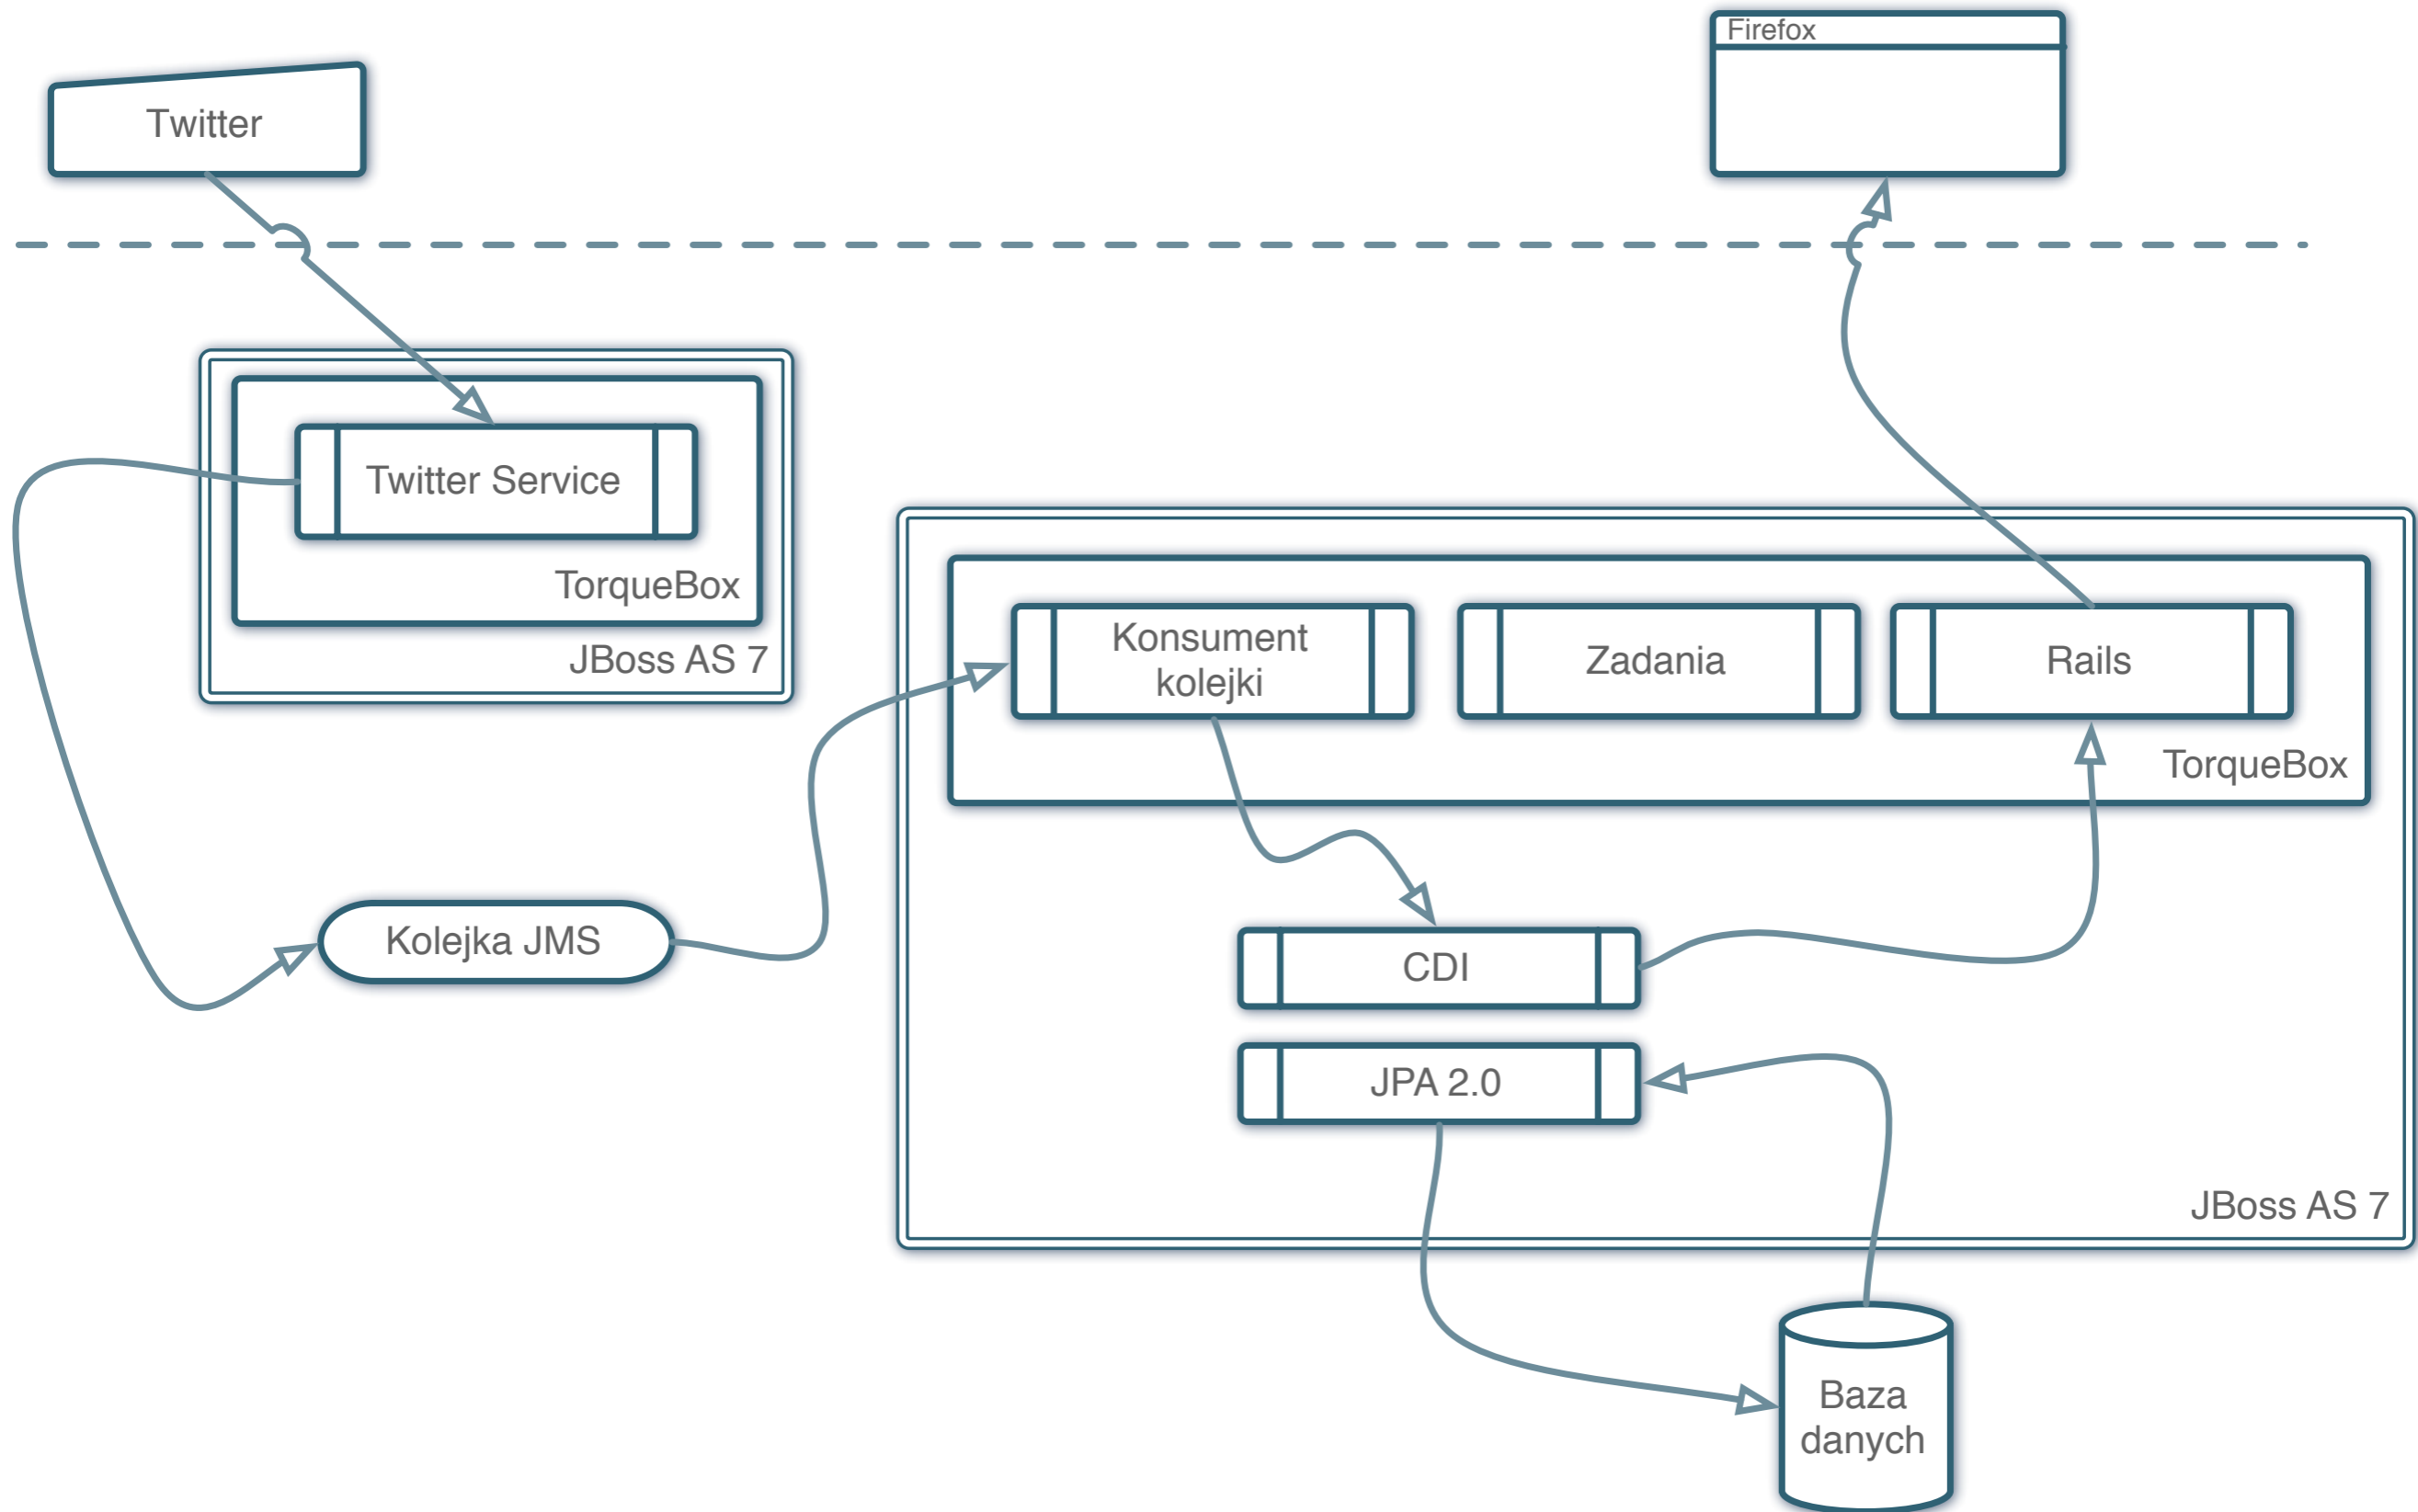 Firefox
Twitter
Twitter Service
TorqueBox
JBoss AS 7
Konsument
kolejki
Zadania
Rails
TorqueBox
Kolejka JMS
CDI
JPA 2.0
JBoss AS 7
Baza
danych